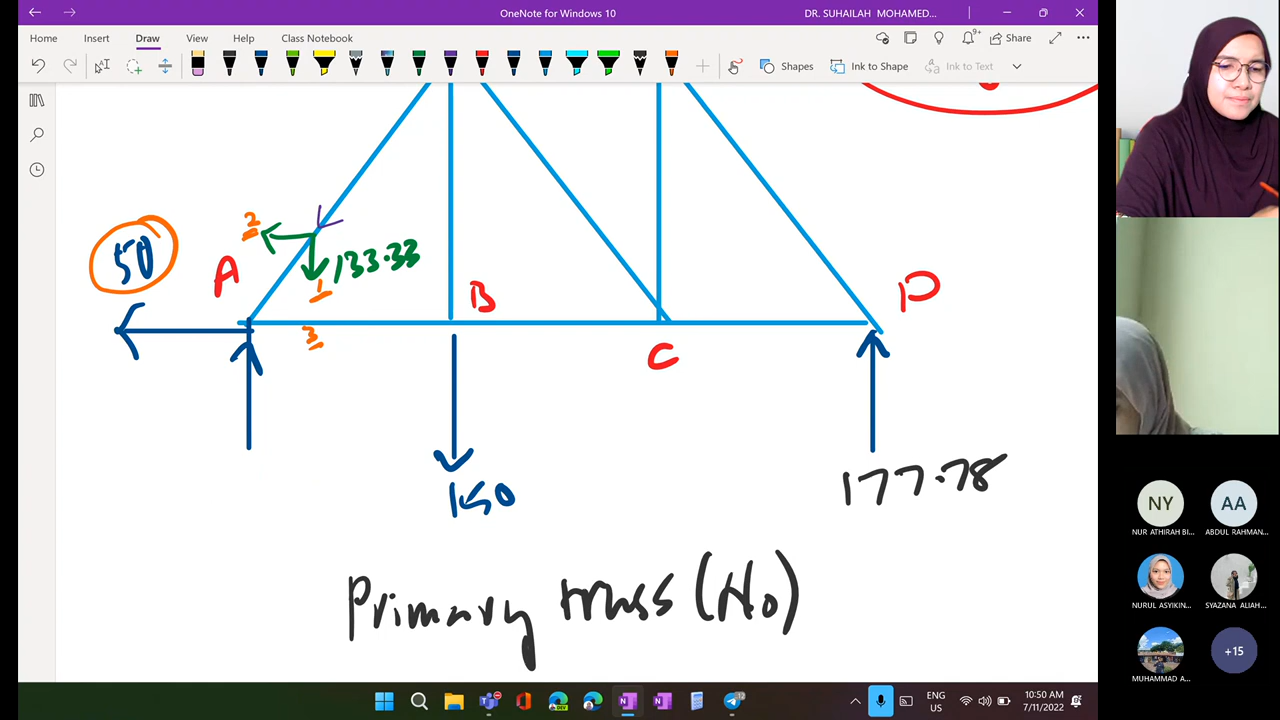 OneNote for Windows 10
DR. SUHAILAH MOHAMED...
Home Insert Draw View Help Class Notebook
9+
Share
Shapes
Ink to Shape
Ink to Text
2
50
133.33
A
1
B
D
3
C
150
177.78
Primary truss (No)
NY
AA
NUR ATHIRAH BI...
ABDUL RAHMAN...
NURUL ASYIKIN...
SYAZANA ALIAH...
MUHAMMAD A...
+15
ENG
US
10:50 AM
7/11/2022